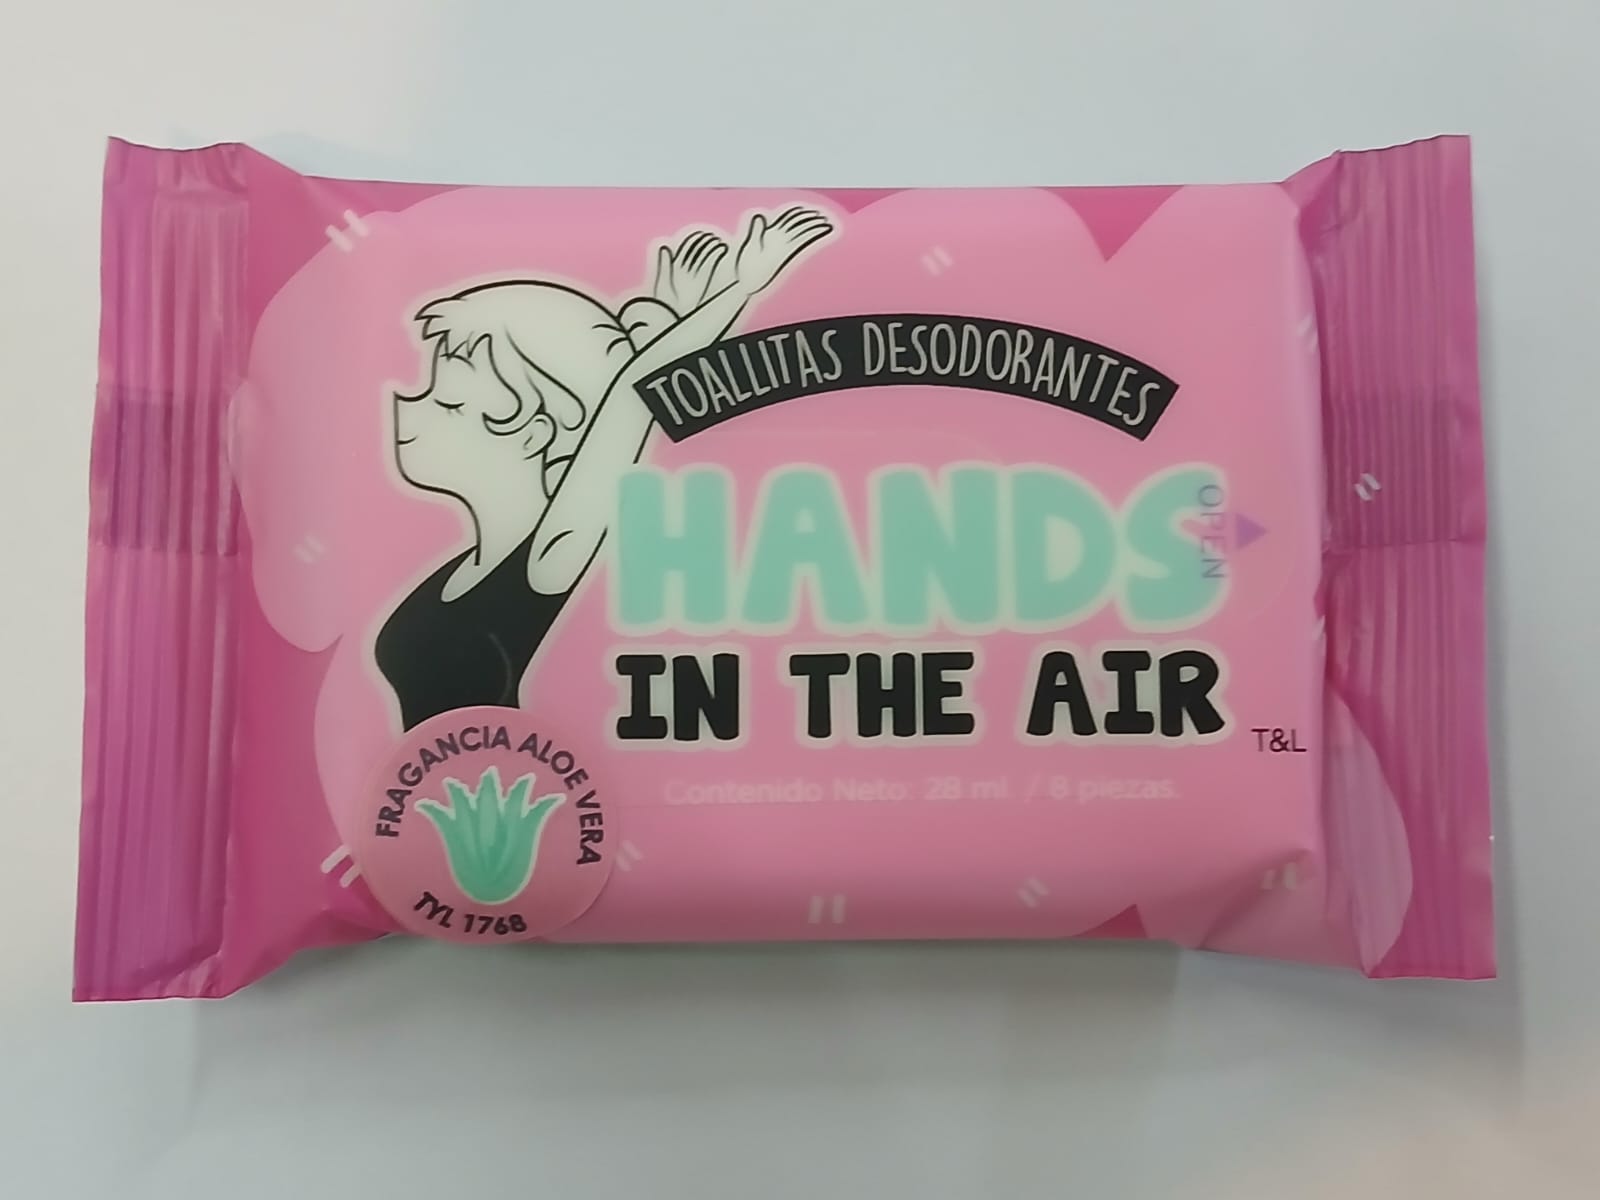 TOALLITAS DESODORANTES
HANDS
OPEN
IN THE AIR
T&L
Contenido Neto: 28 ml. / 8 piezas.
FRAGANCIA ALOE VERA
TYL 1768